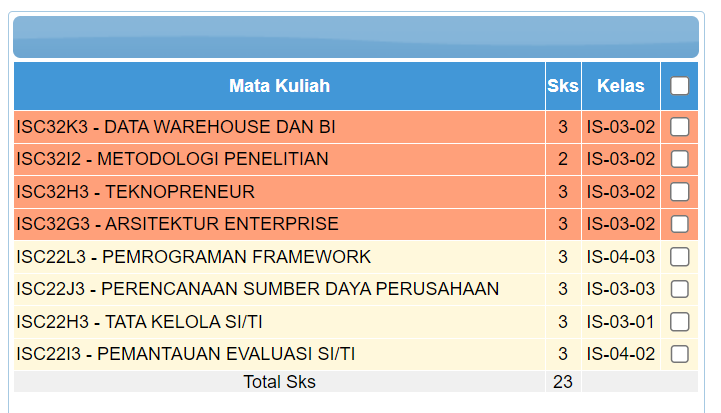 Mata Kuliah Sks Kelas
ISC32K3 - DATA WAREHOUSE DAN BI 3 IS-03-02
ISC32I2 - METODOLOGI PENELITIAN 2 IS-03-02
ISC32H3 - TEKNOPRENEUR 3 IS-03-02
ISC32G3 - ARSITEKTUR ENTERPRISE 3 IS-03-02
ISC22L3 - PEMROGRAMAN FRAMEWORK 3 IS-04-03
ISC22J3 - PERENCANAAN SUMBER DAYA PERUSAHAAN 3 IS-03-03
ISC22H3 - TATA KELOLA SI/TI 3 IS-03-01
ISC22I3 - PEMANTAUAN EVALUASI SI/TI 3 IS-04-02
Total Sks 23